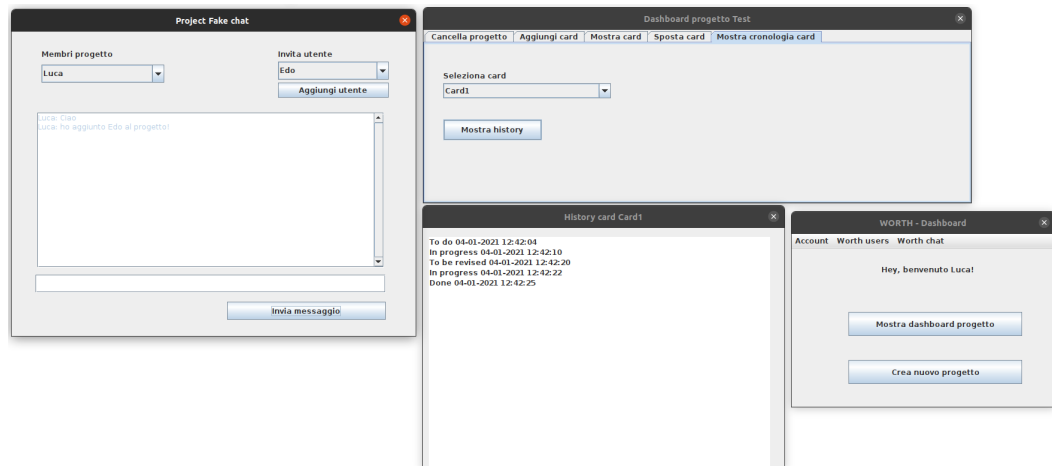 Project Fake chat
Membri progetto
Invita utente
Luca
Edo
Aggiungi utente
Luca: Ciao
Luca: ho aggiunto Edo al progetto!
Invia messaggio
Dashboard progetto Test
Cancella progetto Aggiungi card Mostra card Sposta card Mostra cronologia card
Seleziona card
Card1
Mostra history
History card Card1
To do 04-01-2021 12:42:04
In progress 04-01-2021 12:42:10
To be revised 04-01-2021 12:42:20
In progress 04-01-2021 12:42:22
Done 04-01-2021 12:42:25
WORTH - Dashboard
Account Worth users Worth chat
Hey, benvenuto Luca!
Mostra dashboard progetto
Crea nuovo progetto